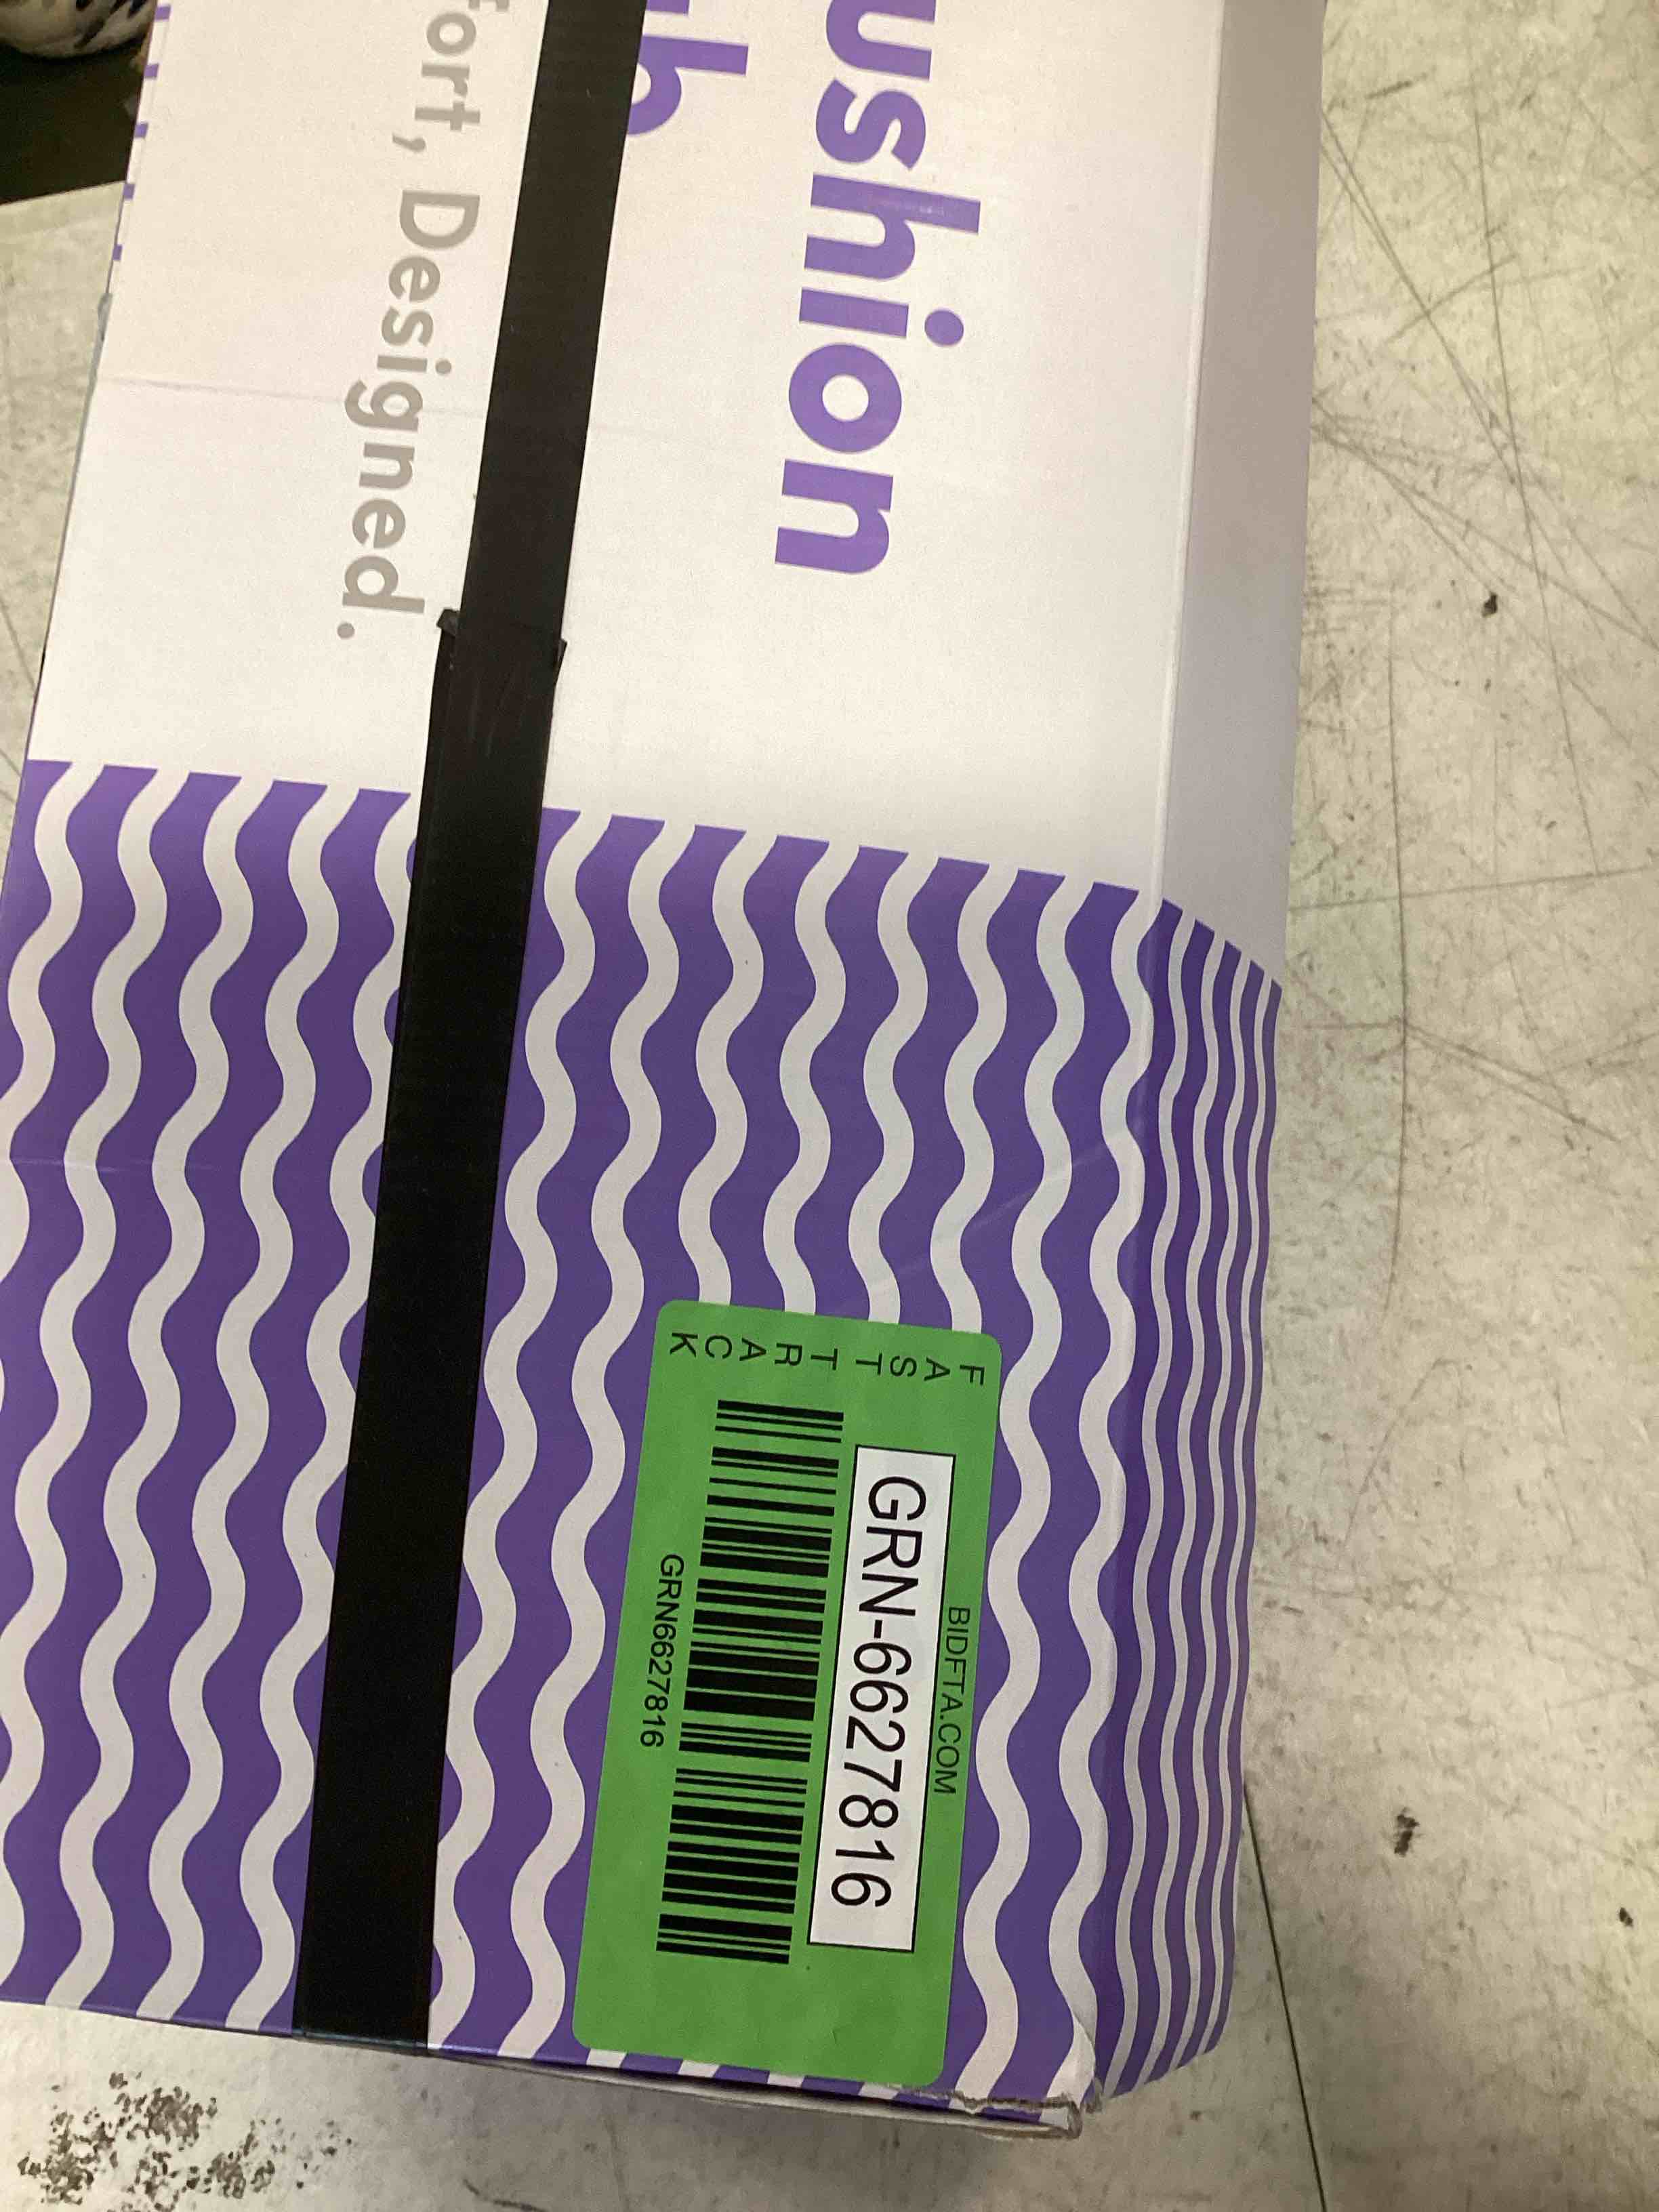 ushion
b
fort, Designed.
FAST TRACK
BIDFTA.COM
GRN-6627816
GRN6627816